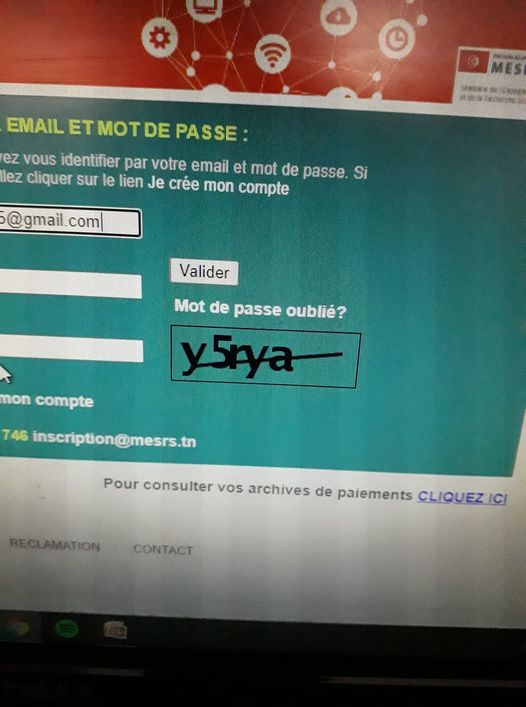 EMAIL ET MOT DE PASSE :
vez vous identifier par votre email et mot de passe. Si
llez cliquer sur le lien Je crée mon compte
5@gmail.com
Valider
Mot de passe oublié?
y5rya
mon compte
746 inscription@mesrs.tn
Pour consulter vos archives de paiements CLIQUEZ ICI
RECLAMATION CONTACT